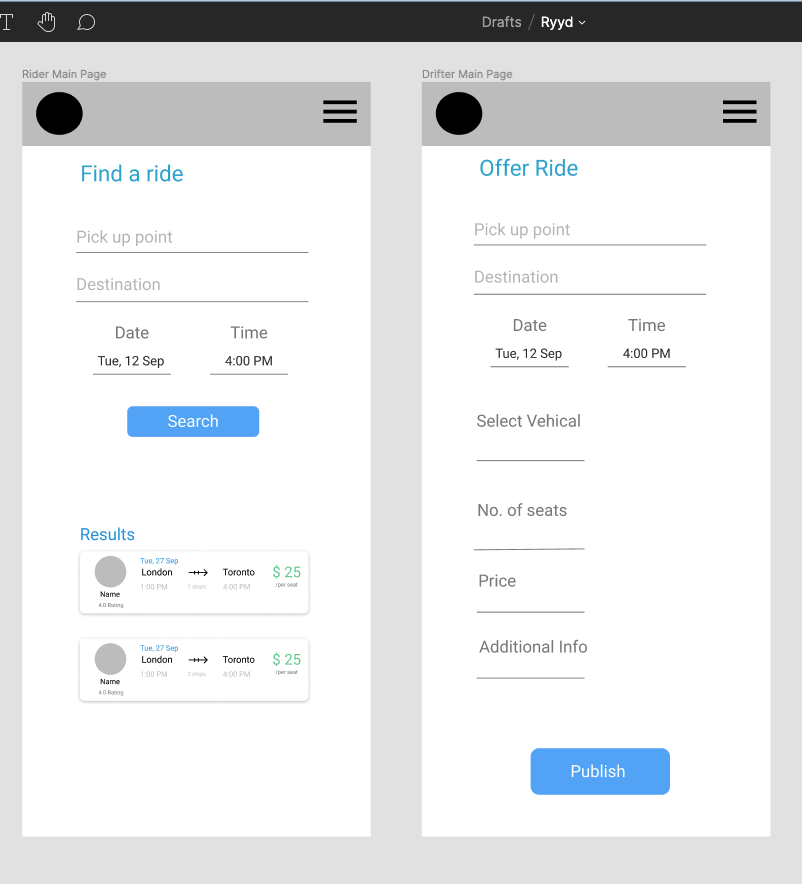 T
Drafts / Ryyd
Rider Main Page
Find a ride
Pick up point
Destination
Date Time
Tue, 12 Sep 4:00 PM
Search
Results
Tue, 27 Sep
London Toronto $ 25
1:00 PM 2 stops 4:00 PM /per seat
Name
4.0 Rating
Tue, 27 Sep
London Toronto $ 25
1:00 PM 3 stops 4:00 PM /per seat
Name
4.0 Rating
Drifter Main Page
Offer Ride
Pick up point
Destination
Date Time
Tue, 12 Sep 4:00 PM
Select Vehical
No. of seats
Price
Additional Info
Publish